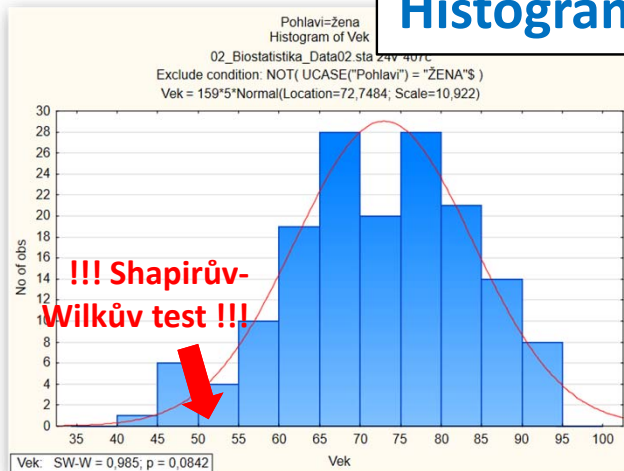 Histogram
Pohlavi=žena
Histogram of Vek
02_Biostatistika_Data02.sta 24v 407c
Exclude condition: NOT( UCASE("Pohlavi") = "ŽENA"$ )
Vek = 159*5*Normal(Location=72,7484; Scale=10,922)
30
28
26
24
22
20
18
16
14
12
10
8
6
4
2
0
No of obs
!!! Shapirův-
Wilkův test !!!
35 40 45 50 55 60 65 70 75 80 85 90 95 100
Vek
Vek: SW-W = 0,985; p = 0,0842